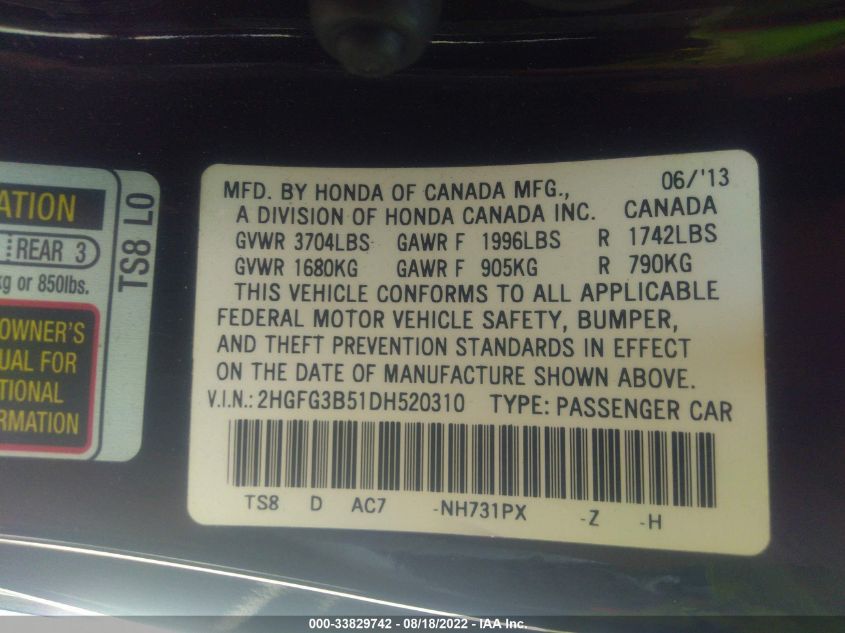 ATION
REAR 3
kg or 850lbs.
OWNER'S
UAL FOR
TIONAL
RMATION
TS8 L0
06/'13
MFD. BY HONDA OF CANADA MFG.,
A DIVISION OF HONDA CANADA INC. CANADA
GVWR 3704LBS GAWR F 1996LBS R 1742LBS
GVWR 1680KG GAWR F 905KG R 790KG
THIS VEHICLE CONFORMS TO ALL APPLICABLE
FEDERAL MOTOR VEHICLE SAFETY, BUMPER,
AND THEFT PREVENTION STANDARDS IN EFFECT
ON THE DATE OF MANUFACTURE SHOWN ABOVE.
V.I.N.: 2HGFG3B51DH520310 TYPE: PASSENGER CAR
TS8 D AC7 -NH731PX -Z -H
000-33829742 - 08/18/2022 - IAA Inc.